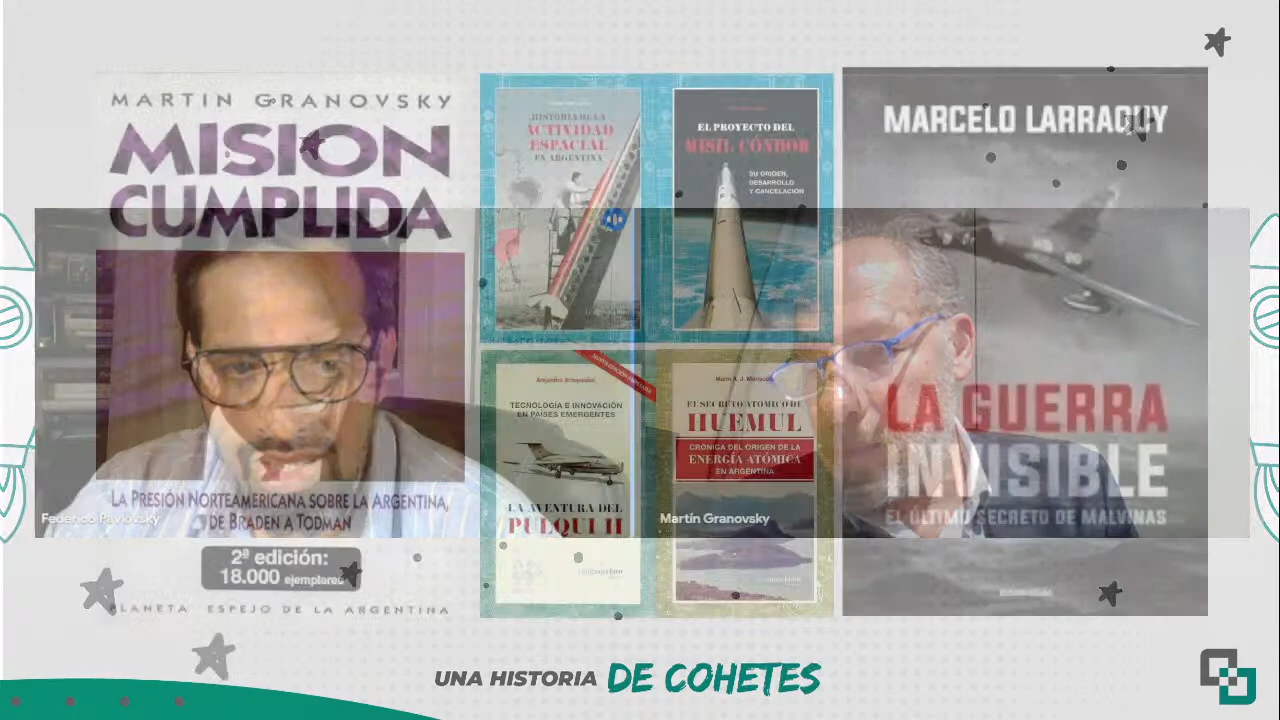 MARTIN GRANOVSKY
MISION
CUMPLIDA
LA PRESIÓN NORTEAMERICANA SOBRE LA ARGENTINA,
DE BRADEN A TODMAN
2ª edición:
18.000 ejemplares
PLANETA ESPEJO DE LA ARGENTINA
HISTORIA DE LA
ACTIVIDAD
ESPACIAL
EN ARGENTINA
EL PROYECTO DEL
MISIL CÓNDOR
SU ORIGEN,
DESARROLLO
Y CANCELACIÓN
TECNOLOGÍA E INNOVACIÓN
EN PAÍSES EMERGENTES
LA AVENTURA DEL
PULQUI II
EL SECRETO ATÓMICO DE
HUEMUL
CRÓNICA DEL ORIGEN DE LA
ENERGÍA ATÓMICA
EN ARGENTINA
MARCELO LARRAQUY
LA GUERRA
INVISIBLE
EL ÚLTIMO SECRETO DE MALVINAS
Federico Pavlovsky
Martín Granovsky
UNA HISTORIA DE COHETES